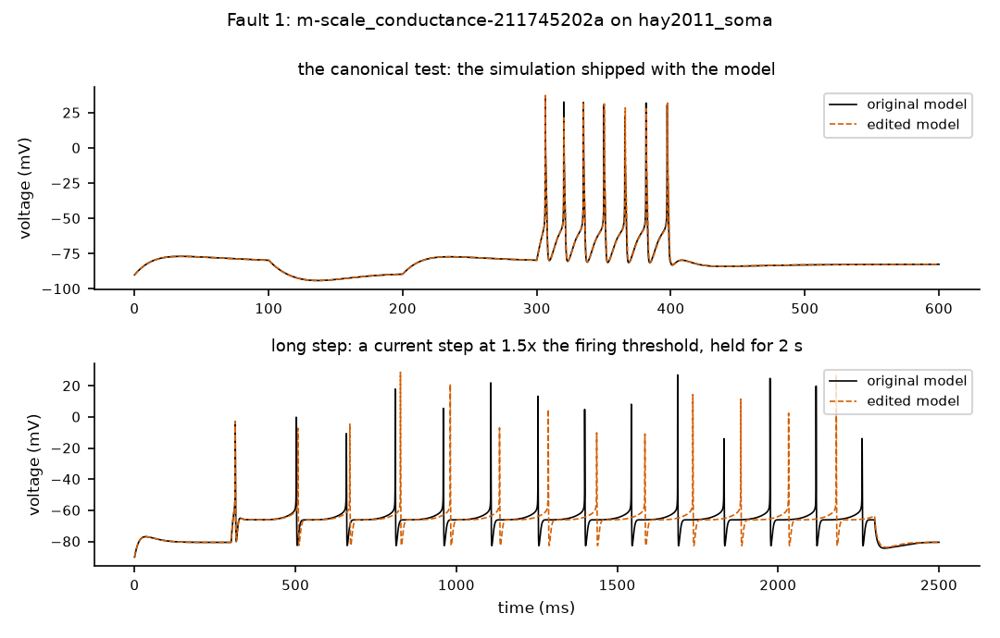 Fault 1: m-scale_conductance-211745202a on hay2011_soma
the canonical test: the simulation shipped with the model
voltage (mV)
25
0
−25
−50
−75
−100
original model
edited model
0
100
200
300
400
500
600
long step: a current step at 1.5x the firing threshold, held for 2 s
voltage (mV)
20
0
−20
−40
−60
−80
original model
edited model
0
500
1000
1500
2000
2500
time (ms)